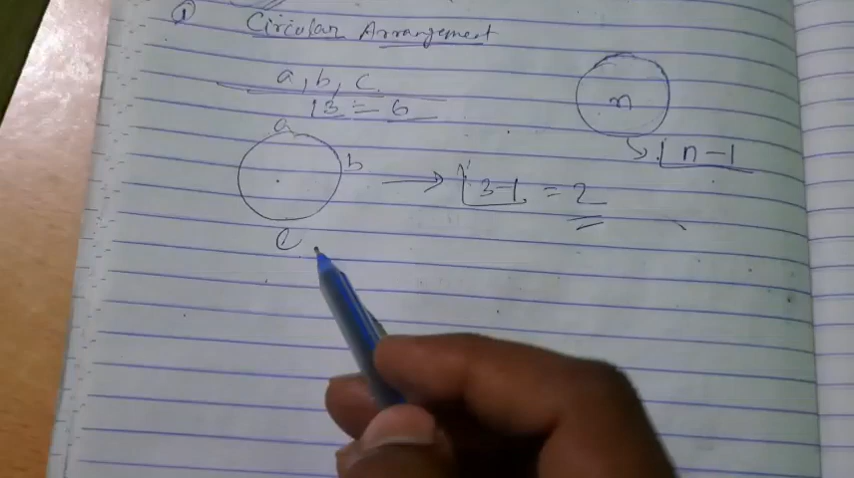 ① Circular Arrangement
a, b, c
|3 = 6
n
a
b
|n-1
→ |3-1 = 2
c